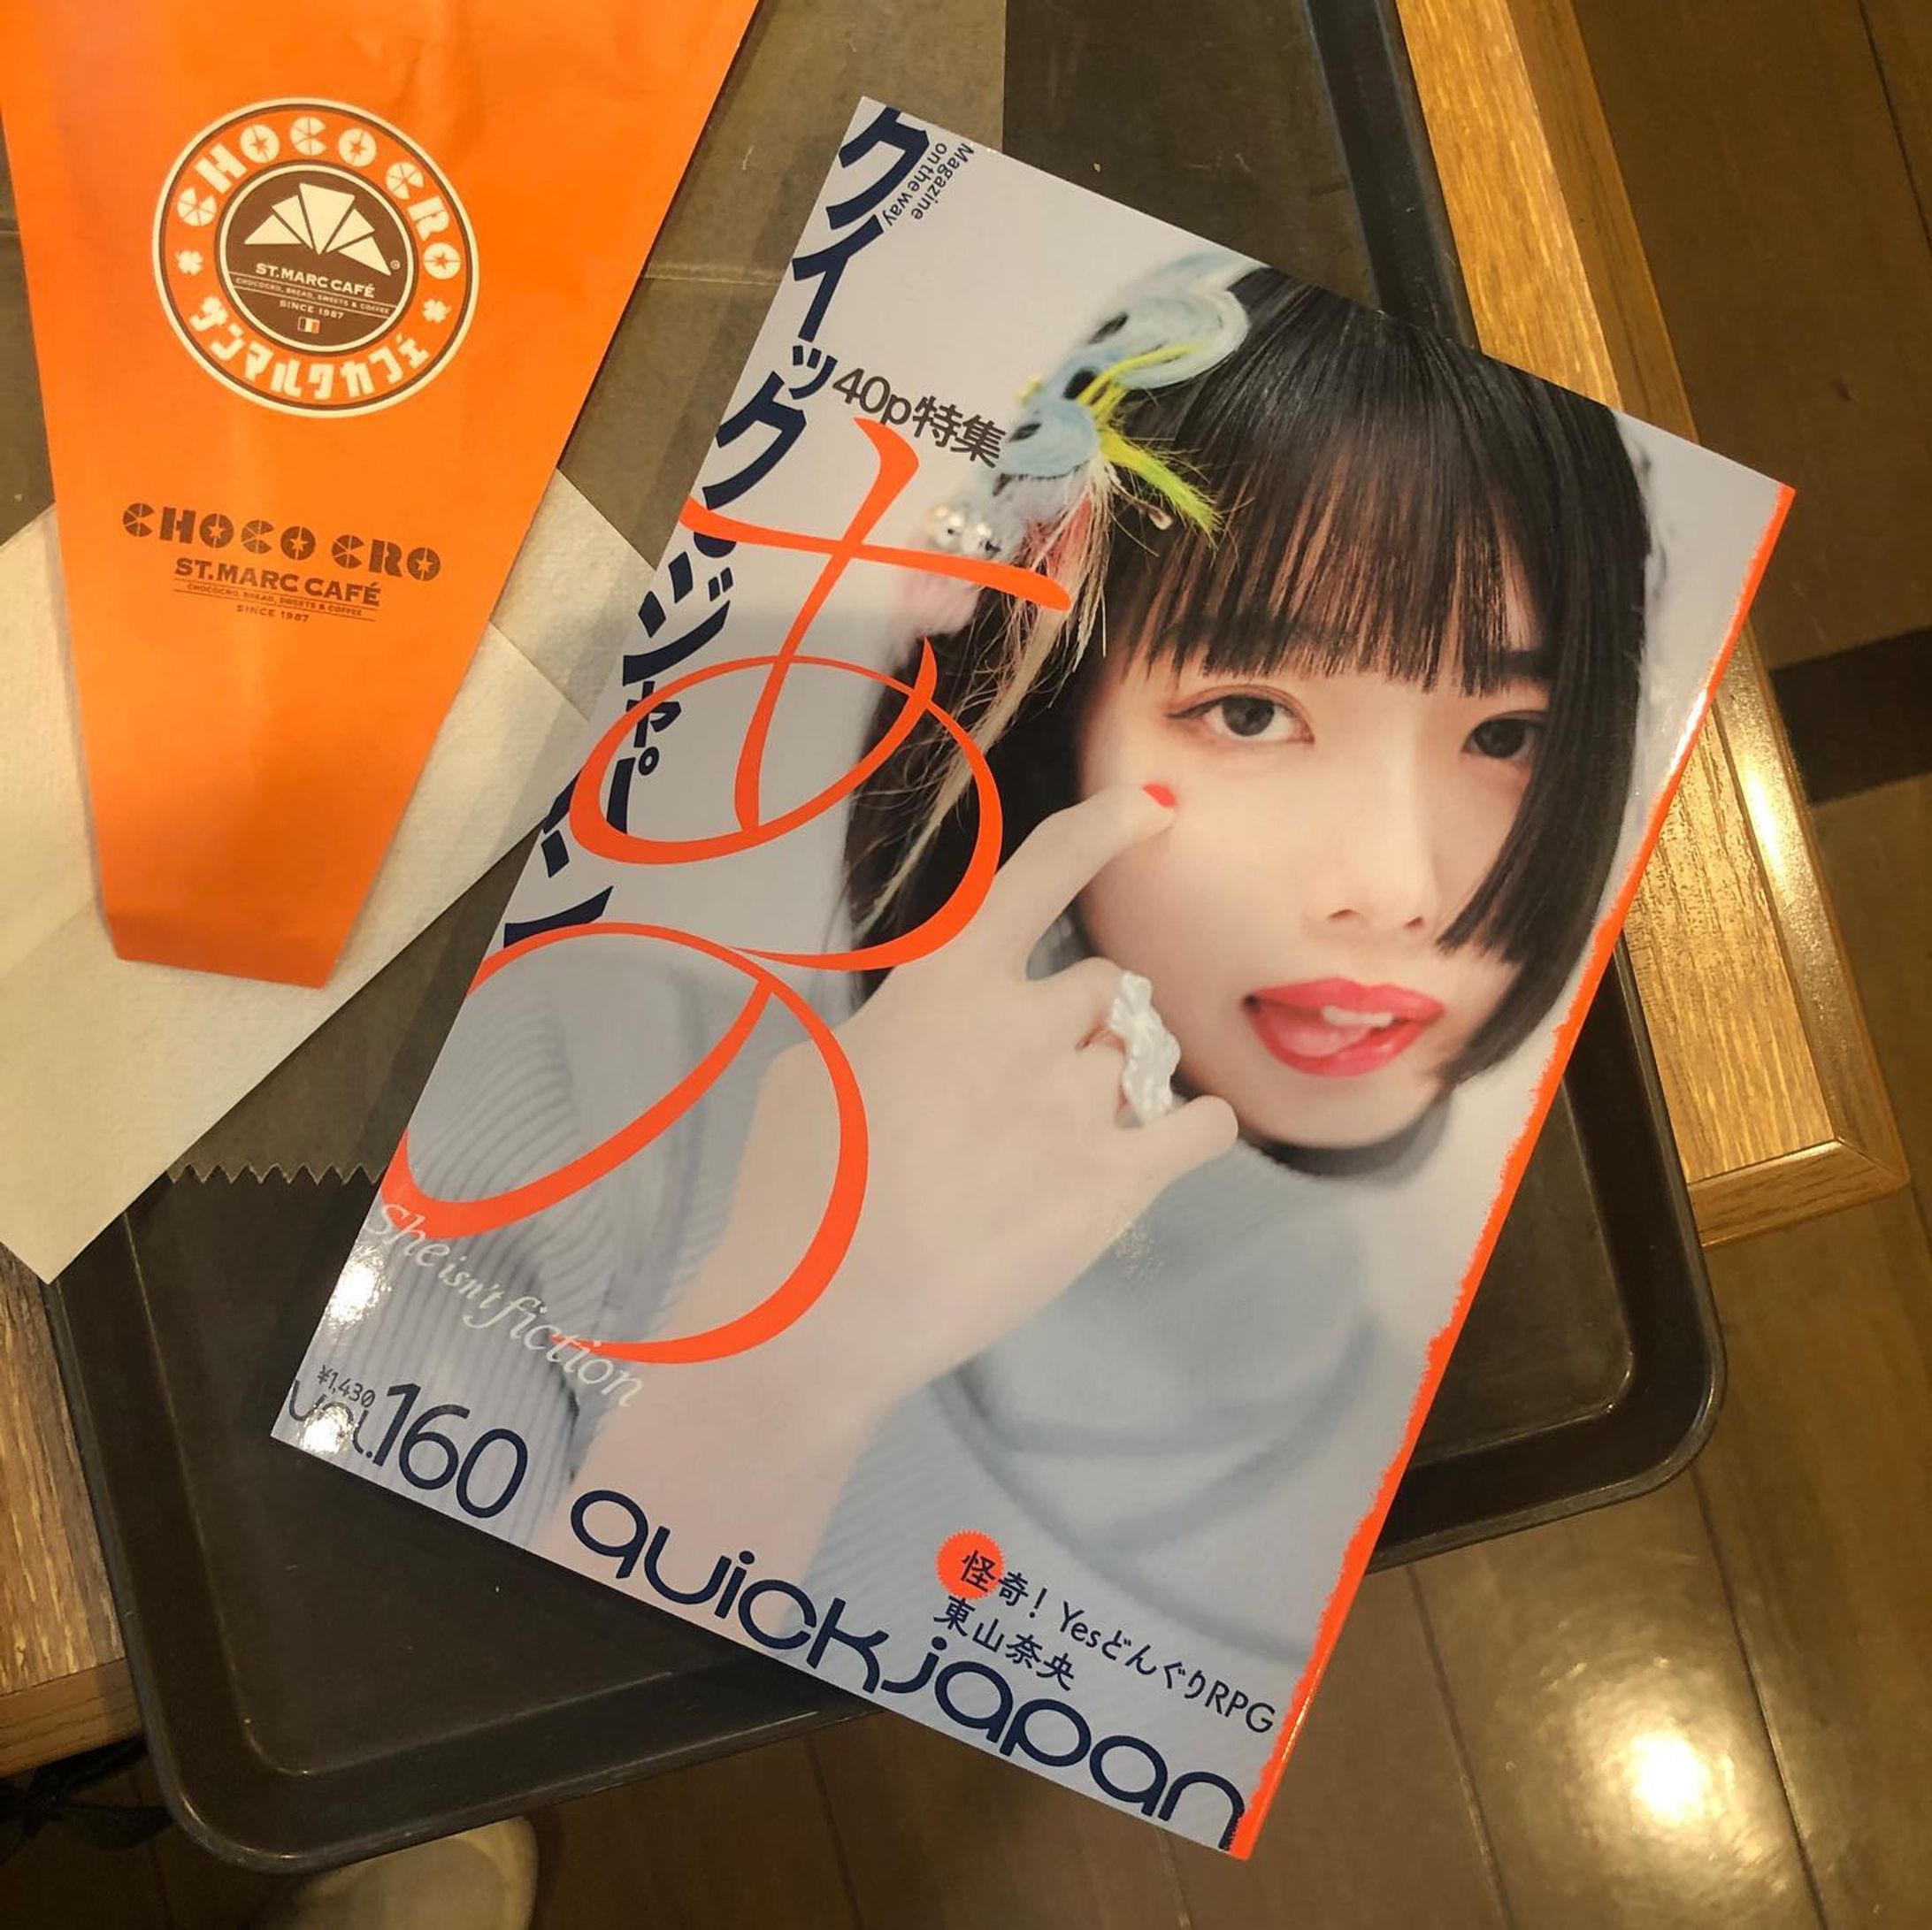 CHOCO CRO
ST.MARC CAFÉ
CHOCOCRO, BREAD, SWEETS & COFFEE
SINCE 1987
サンマルクカフェ
CHOCO CRO
ST.MARC CAFÉ
CHOCOCRO, BREAD, SWEETS & COFFEE
SINCE 1987
クイック・ジャパン
Magazine
on the way
40p特集
あの
She isn't fiction
¥1,430
vol.160
quick japan
怪奇! YesどんぐりRPG
東山奈央